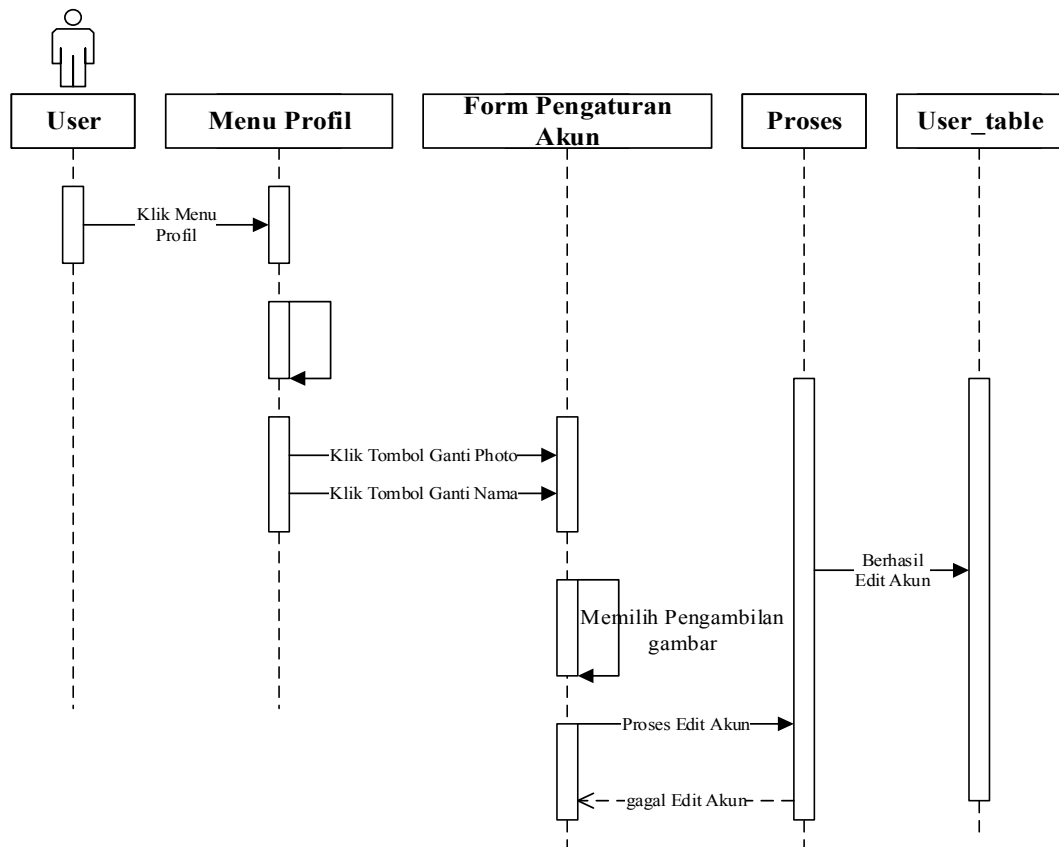 User
Menu Profil
Form Pengaturan
Akun
Proses
User_table
Klik Menu
Profil
Klik Tombol Ganti Photo
Klik Tombol Ganti Nama
Berhasil
Edit Akun
Memilih Pengambilan
gambar
Proses Edit Akun
gagal Edit Akun